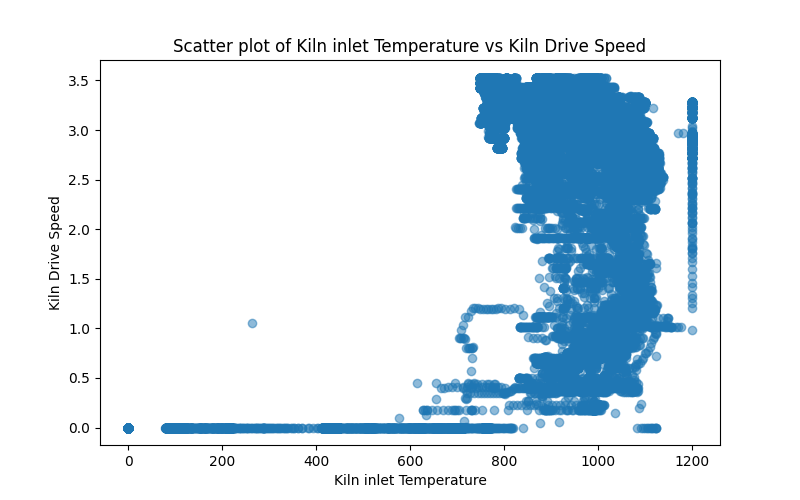 Scatter plot of Kiln inlet Temperature vs Kiln Drive Speed
3.5
3.0
2.5
2.0
1.5
1.0
0.5
0.0
Kiln Drive Speed
0 200 400 600 800 1000 1200
Kiln inlet Temperature